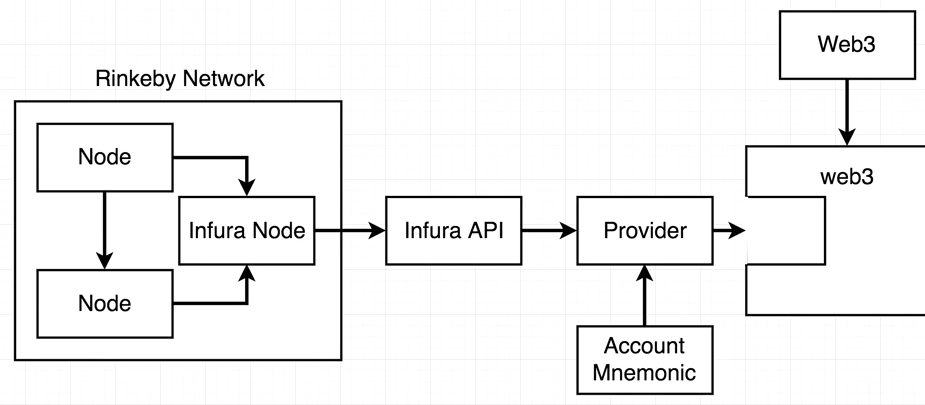 Web3
Rinkeby Network
Node
web3
Infura Node
Infura API
Provider
Node
Account
Mnemonic